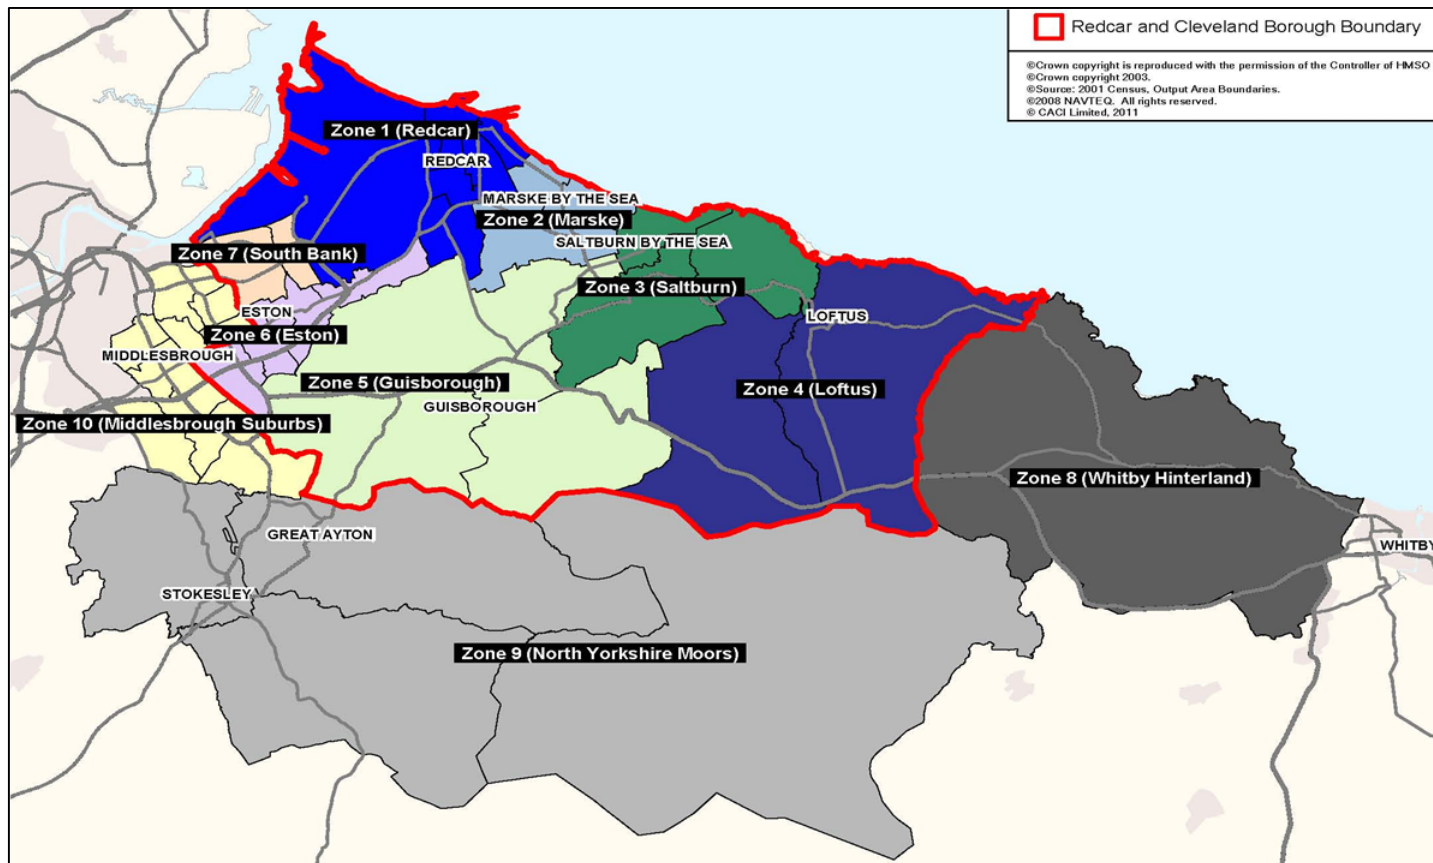 Redcar and Cleveland Borough Boundary
©Crown copyright is reproduced with the permission of the Controller of HMSO
©Crown copyright 2003.
©Source: 2001 Census, Output Area Boundaries.
©2008 NAVTEQ. All rights reserved.
© CACI Limited, 2011
Zone 1 (Redcar)
REDCAR
MARSKE BY THE SEA
Zone 2 (Marske)
SALTBURN BY THE SEA
Zone 7 (South Bank)
Zone 3 (Saltburn)
ESTON
LOFTUS
Zone 6 (Eston)
MIDDLESBROUGH
Zone 5 (Guisborough)
Zone 4 (Loftus)
GUISBOROUGH
Zone 10 (Middlesbrough Suburbs)
Zone 8 (Whitby Hinterland)
GREAT AYTON
WHITBY
STOKESLEY
Zone 9 (North Yorkshire Moors)